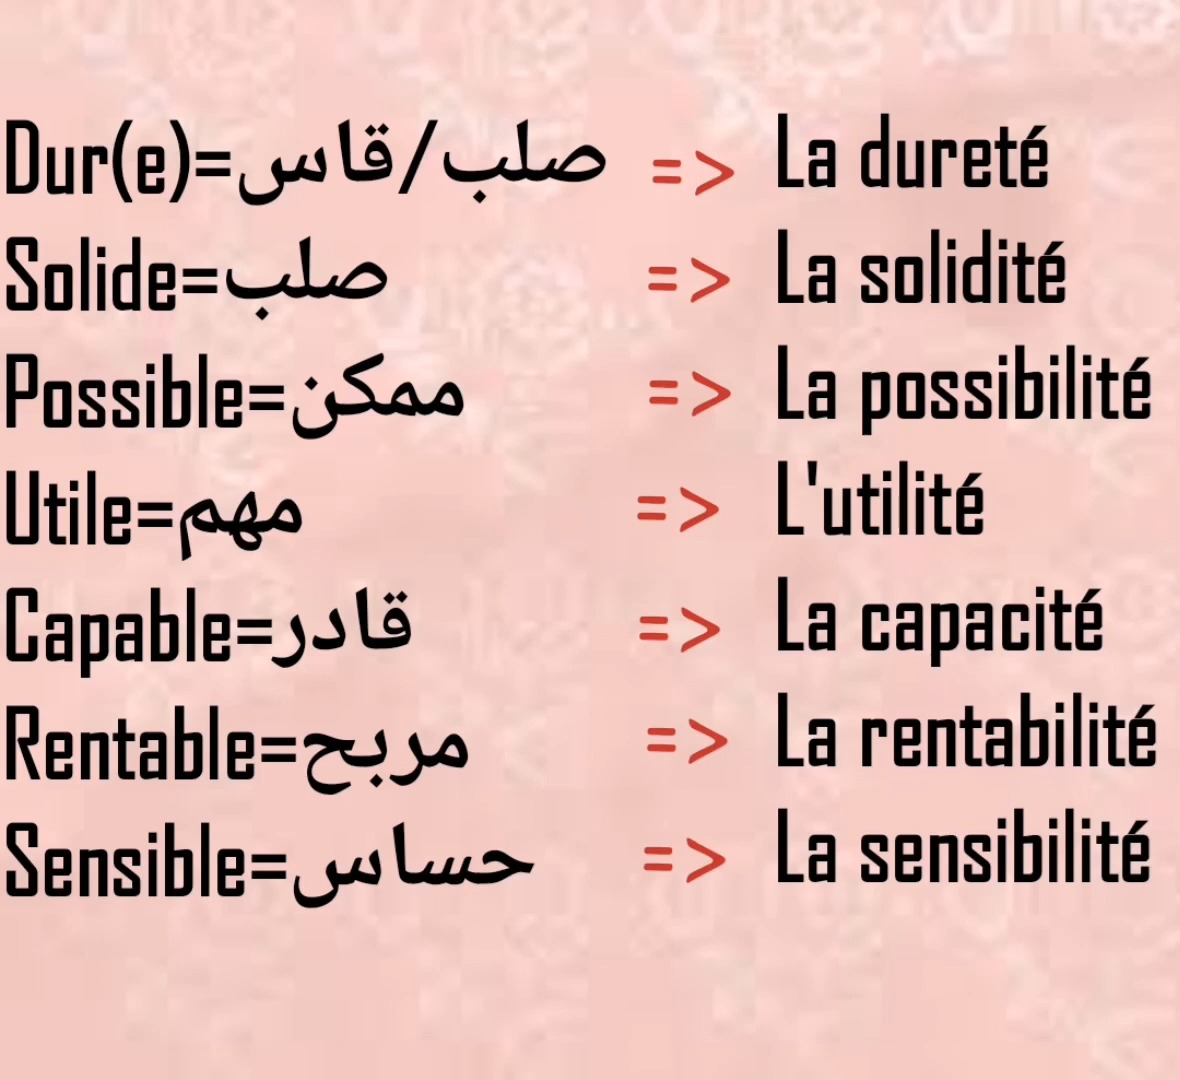 Dur(e)=صلب/قاس => La dureté
Solide=صلب => La solidité
Possible=ممكن => La possibilité
Utile=مهم => L'utilité
Capable=قادر => La capacité
Rentable=مربح => La rentabilité
Sensible=حساس => La sensibilité